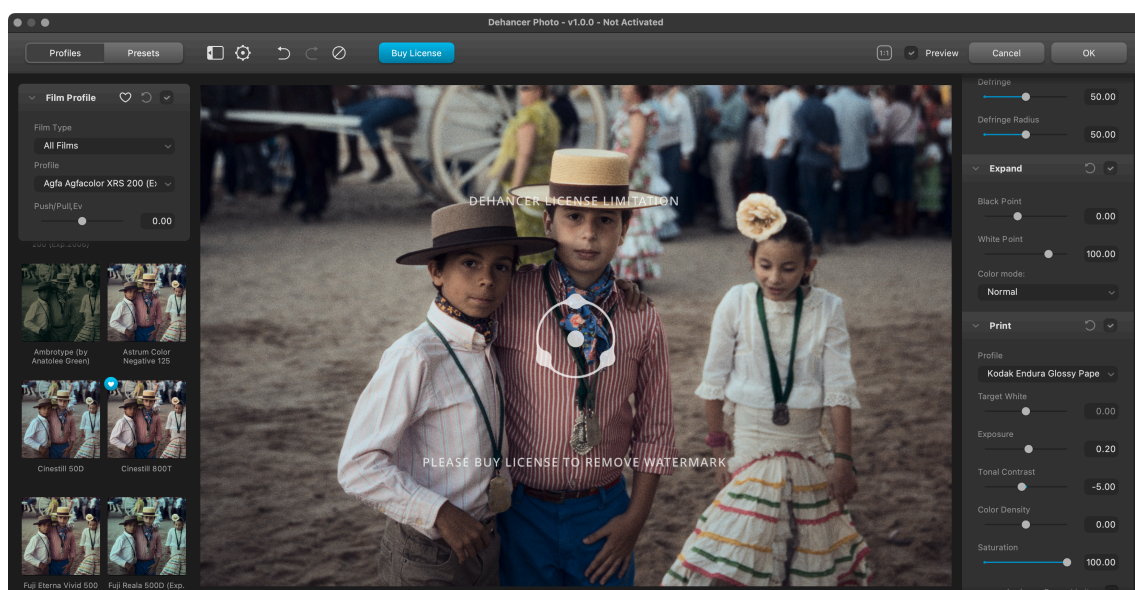 Dehancer Photo - v1.0.0 - Not Activated
Profiles
Presets
Buy License
1:1
Preview
Cancel
OK
Film Profile
Film Type
All Films
Profile
Agfa Agfacolor XRS 200 (E:
Push/Pull,Ev
0.00
200 (Exp.2006)
Ambrotype (by
Anatolee Green)
Astrum Color
Negative 125
Cinestill 50D
Cinestill 800T
Fuji Eterna Vivid 500
Fuji Reala 500D (Exp.
DEHANCER LICENSE LIMITATION
PLEASE BUY LICENSE TO REMOVE WATERMARK
Defringe
50.00
Defringe Radius
50.00
Expand
Black Point
0.00
White Point
100.00
Color mode:
Normal
Print
Profile
Kodak Endura Glossy Pape
Target White
0.00
Exposure
0.20
Tonal Contrast
-5.00
Color Density
0.00
Saturation
100.00